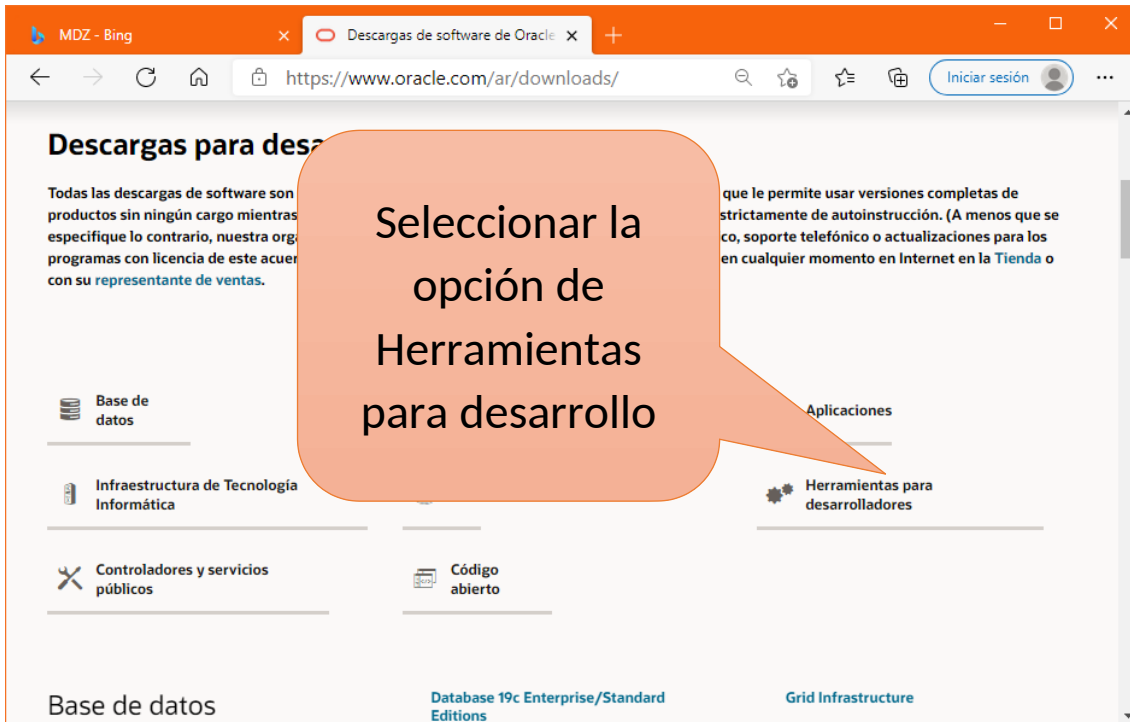 MDZ - Bing
Descargas de software de Oracle
https://www.oracle.com/ar/downloads/
Iniciar sesión
Descargas para
Todas las descargas de software son
que le permite usar versiones completas de
productos sin ningún cargo mientras
strictamente de autoinstrucción. (A menos que se
especifique lo contrario, nuestra
co, soporte telefónico o actualizaciones para los
programas con licencia de este
en cualquier momento en Internet en la Tienda o
con su representante de ventas.
Seleccionar la
opción de
Herramientas
para desarrollo
Base de
datos
Aplicaciones
Infraestructura de Tecnología
Informática
Herramientas para
desarrolladores
Controladores y servicios
públicos
Código
abierto
Base de datos
Database 19c Enterprise/Standard
Editions
Grid Infrastructure